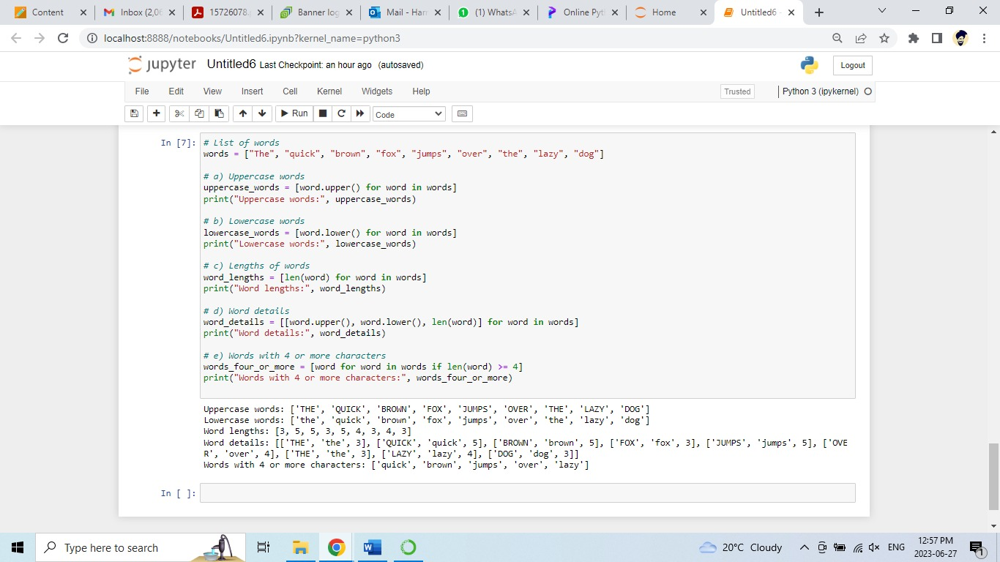 Content
Inbox (2,06
15726078.
Banner log
Mail - Harr
(1) WhatsA
Online Pyt
Home
Untitled6 -
localhost:8888/notebooks/Untitled6.ipynb?kernel_name=python3
jupyter Untitled6 Last Checkpoint: an hour ago (autosaved)
Logout
File Edit View Insert Cell Kernel Widgets Help
Trusted
Python 3 (ipykernel)
Run
Code
In [7]:
# List of words
words = ["The", "quick", "brown", "fox", "jumps", "over", "the", "lazy", "dog"]
# a) Uppercase words
uppercase_words = [word.upper() for word in words]
print("Uppercase words:", uppercase_words)
# b) Lowercase words
lowercase_words = [word.lower() for word in words]
print("Lowercase words:", lowercase_words)
# c) Lengths of words
word_lengths = [len(word) for word in words]
print("Word lengths:", word_lengths)
# d) Word details
word_details = [[word.upper(), word.lower(), len(word)] for word in words]
print("Word details:", word_details)
# e) Words with 4 or more characters
words_four_or_more = [word for word in words if len(word) >= 4]
print("Words with 4 or more characters:", words_four_or_more)
Uppercase words: ['THE', 'QUICK', 'BROWN', 'FOX', 'JUMPS', 'OVER', 'THE', 'LAZY', 'DOG']
Lowercase words: ['the', 'quick', 'brown', 'fox', 'jumps', 'over', 'the', 'lazy', 'dog']
Word lengths: [3, 5, 5, 3, 5, 4, 3, 4, 3]
Word details: [['THE', 'the', 3], ['QUICK', 'quick', 5], ['BROWN', 'brown', 5], ['FOX', 'fox', 3], ['JUMPS', 'jumps', 5], ['OVE
R', 'over', 4], ['THE', 'the', 3], ['LAZY', 'lazy', 4], ['DOG', 'dog', 3]]
Words with 4 or more characters: ['quick', 'brown', 'jumps', 'over', 'lazy']
In [ ]:
Type here to search
20°C Cloudy
ENG
12:57 PM
2023-06-27
1